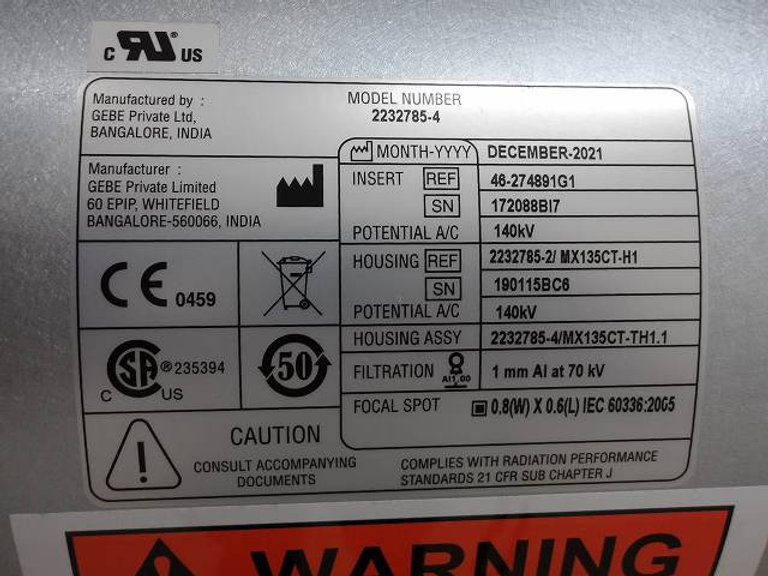 C RU® US
Manufactured by :
GEBE Private Ltd,
BANGALORE, INDIA
MODEL NUMBER
2232785-4
Manufacturer :
GEBE Private Limited
60 EPIP, WHITEFIELD
BANGALORE-560066, INDIA
MONTH-YYYY DECEMBER-2021
INSERT REF 46-274891G1
SN 172088BI7
POTENTIAL A/C 140kV
HOUSING REF 2232785-2/ MX135CT-H1
SN 190115BC6
POTENTIAL A/C 140kV
HOUSING ASSY 2232785-4/MX135CT-TH1.1
FILTRATION Al1.00 1 mm Al at 70 kV
FOCAL SPOT 0.8(W) X 0.6(L) IEC 60336:2005
CE 0459
C SA ® 235394
C US
50
CAUTION
CONSULT ACCOMPANYING
DOCUMENTS
COMPLIES WITH RADIATION PERFORMANCE
STANDARDS 21 CFR SUB CHAPTER J
WARNING